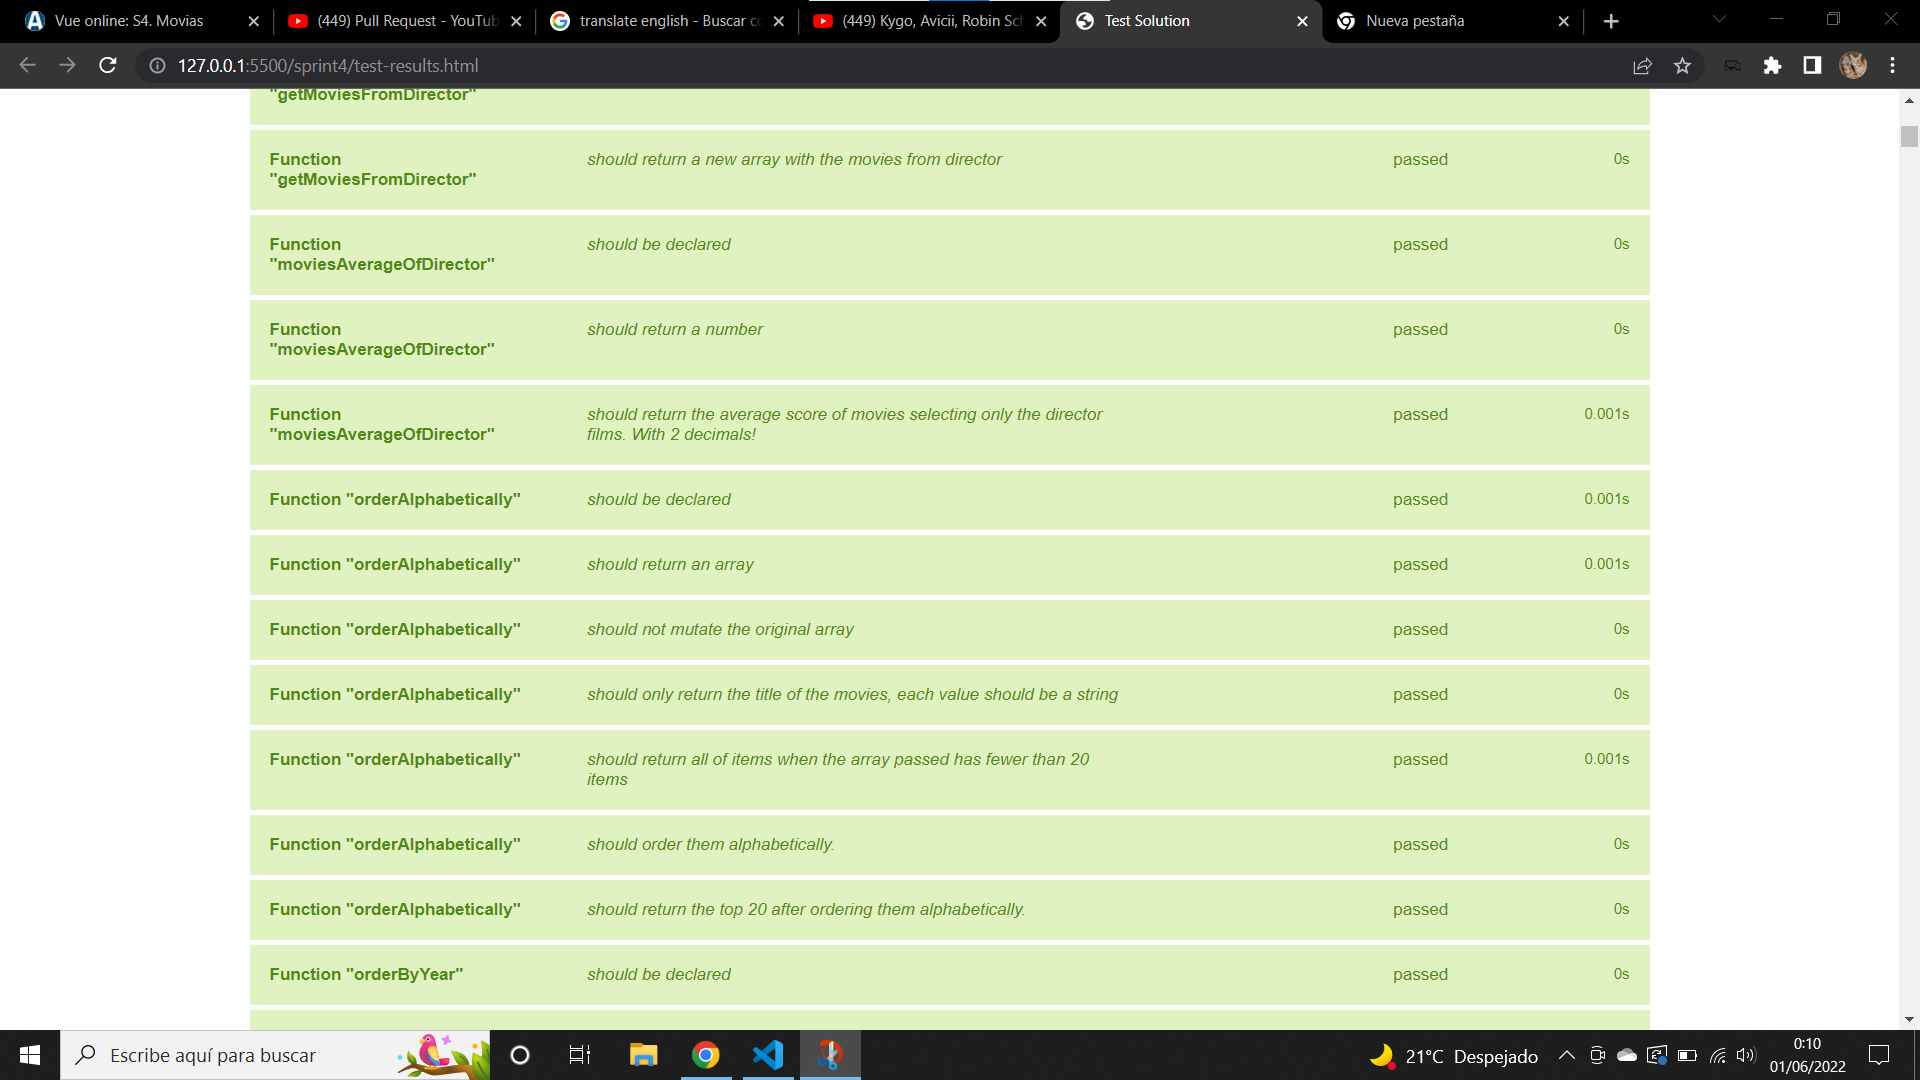 Vue online: S4. Movias
(449) Pull Request - YouTub
translate english - Buscar co
(449) Kygo, Avicii, Robin Sch
Test Solution
Nueva pestaña
127.0.0.1:5500/sprint4/test-results.html
"getMoviesFromDirector"
Function "getMoviesFromDirector" should return a new array with the movies from director passed 0s
Function "moviesAverageOfDirector" should be declared passed 0s
Function "moviesAverageOfDirector" should return a number passed 0s
Function should return the average score of movies selecting only the director passed 0.001s
"moviesAverageOfDirector" films. With 2 decimals!
Function "orderAlphabetically" should be declared passed 0.001s
Function "orderAlphabetically" should return an array passed 0.001s
Function "orderAlphabetically" should not mutate the original array passed 0s
Function "orderAlphabetically" should only return the title of the movies, each value should be a string passed 0s
Function "orderAlphabetically" should return all of items when the array passed has fewer than 20 passed 0.001s
items
Function "orderAlphabetically" should order them alphabetically. passed 0s
Function "orderAlphabetically" should return the top 20 after ordering them alphabetically. passed 0s
Function "orderByYear" should be declared passed 0s
Escribe aquí para buscar
21°C Despejado
0:10
01/06/2022